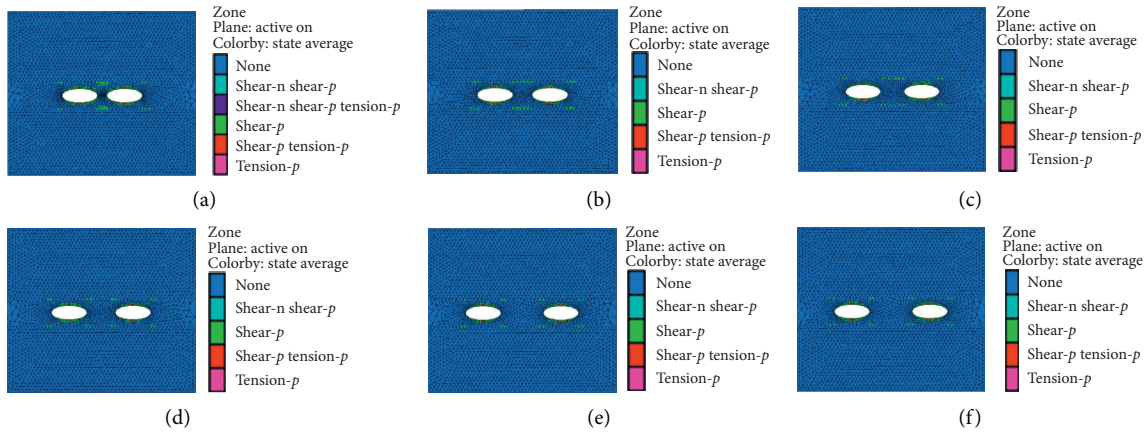 Zone
Plane: active on
Colorby: state average
None
Shear-n shear-p
Shear-n shear-p tension-p
Shear-p
Shear-p tension-p
Tension-p
(a)
Zone
Plane: active on
Colorby: state average
None
Shear-n shear-p
Shear-p
Shear-p tension-p
Tension-p
(b)
Zone
Plane: active on
Colorby: state average
None
Shear-n shear-p
Shear-p
Shear-p tension-p
Tension-p
(c)
Zone
Plane: active on
Colorby: state average
None
Shear-n shear-p
Shear-p
Shear-p tension-p
Tension-p
(d)
Zone
Plane: active on
Colorby: state average
None
Shear-n shear-p
Shear-p
Shear-p tension-p
Tension-p
(e)
Zone
Plane: active on
Colorby: state average
None
Shear-n shear-p
Shear-p
Shear-p tension-p
Tension-p
(f)